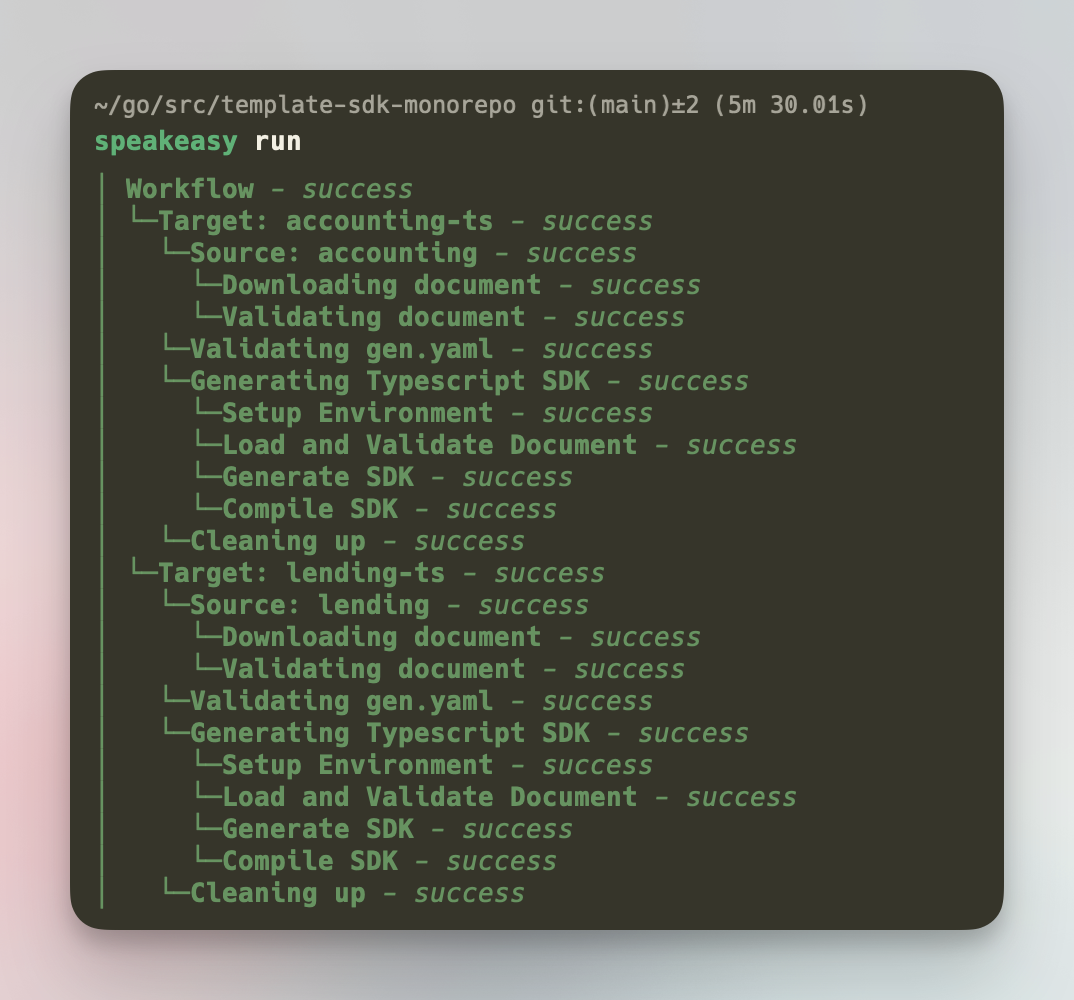 ~/go/src/template-sdk-monorepo git:(main)±2 (5m 30.01s)
speakeasy run
│ Workflow - success
│ └─Target: accounting-ts - success
│   └─Source: accounting - success
│     └─Downloading document - success
│     └─Validating document - success
│   └─Validating gen.yaml - success
│   └─Generating Typescript SDK - success
│     └─Setup Environment - success
│     └─Load and Validate Document - success
│     └─Generate SDK - success
│     └─Compile SDK - success
│   └─Cleaning up - success
│ └─Target: lending-ts - success
│   └─Source: lending - success
│     └─Downloading document - success
│     └─Validating document - success
│   └─Validating gen.yaml - success
│   └─Generating Typescript SDK - success
│     └─Setup Environment - success
│     └─Load and Validate Document - success
│     └─Generate SDK - success
│     └─Compile SDK - success
│   └─Cleaning up - success